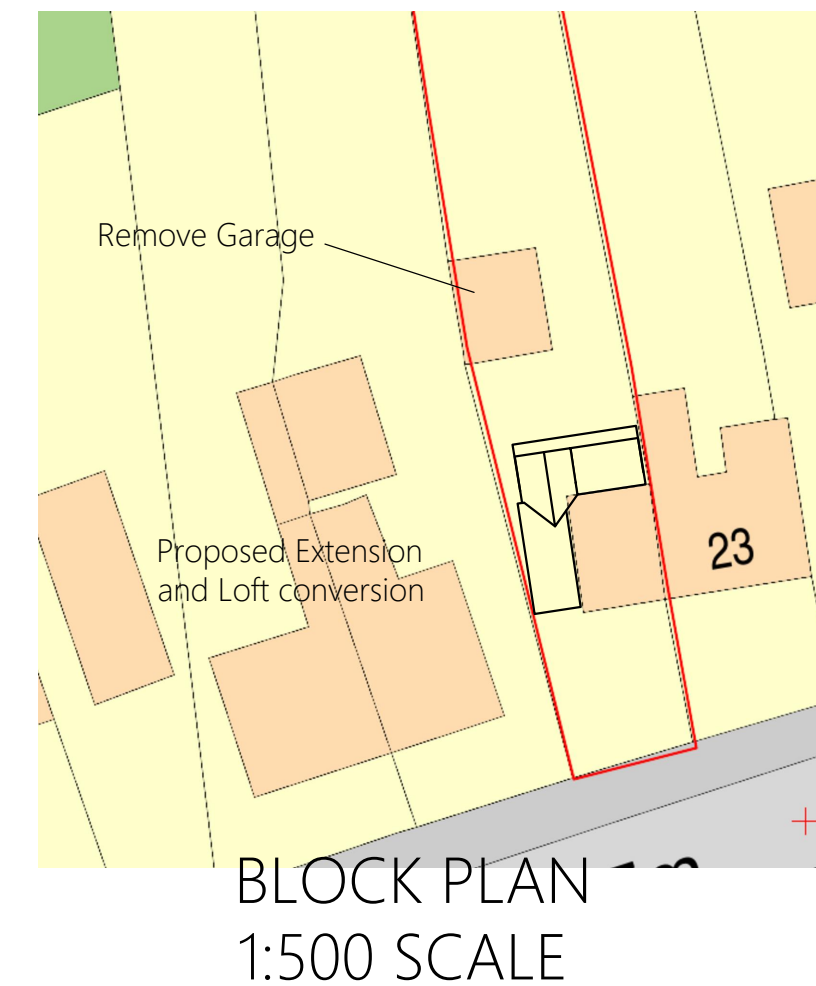 Remove Garage
Proposed Extension
and Loft conversion
23
BLOCK PLAN
1:500 SCALE